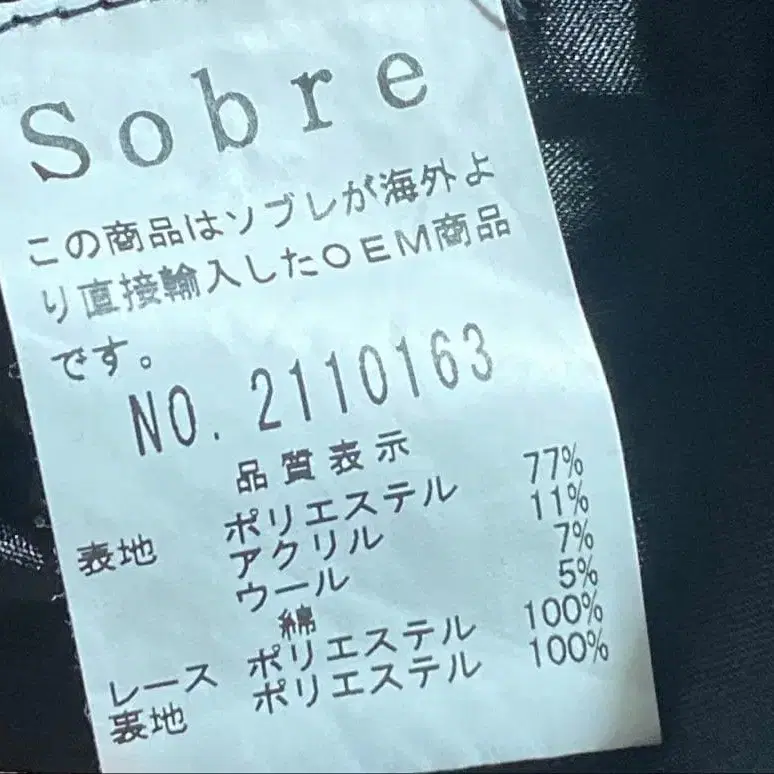 Sobre
この商品はソブレが海外よ
り直接輸入したOEM商品
です。
NO. 2110163
品質表示
表地 ポリエステル 77%
アクリル 11%
ウール 7%
綿 5%
レース ポリエステル 100%
裏地 ポリエステル 100%